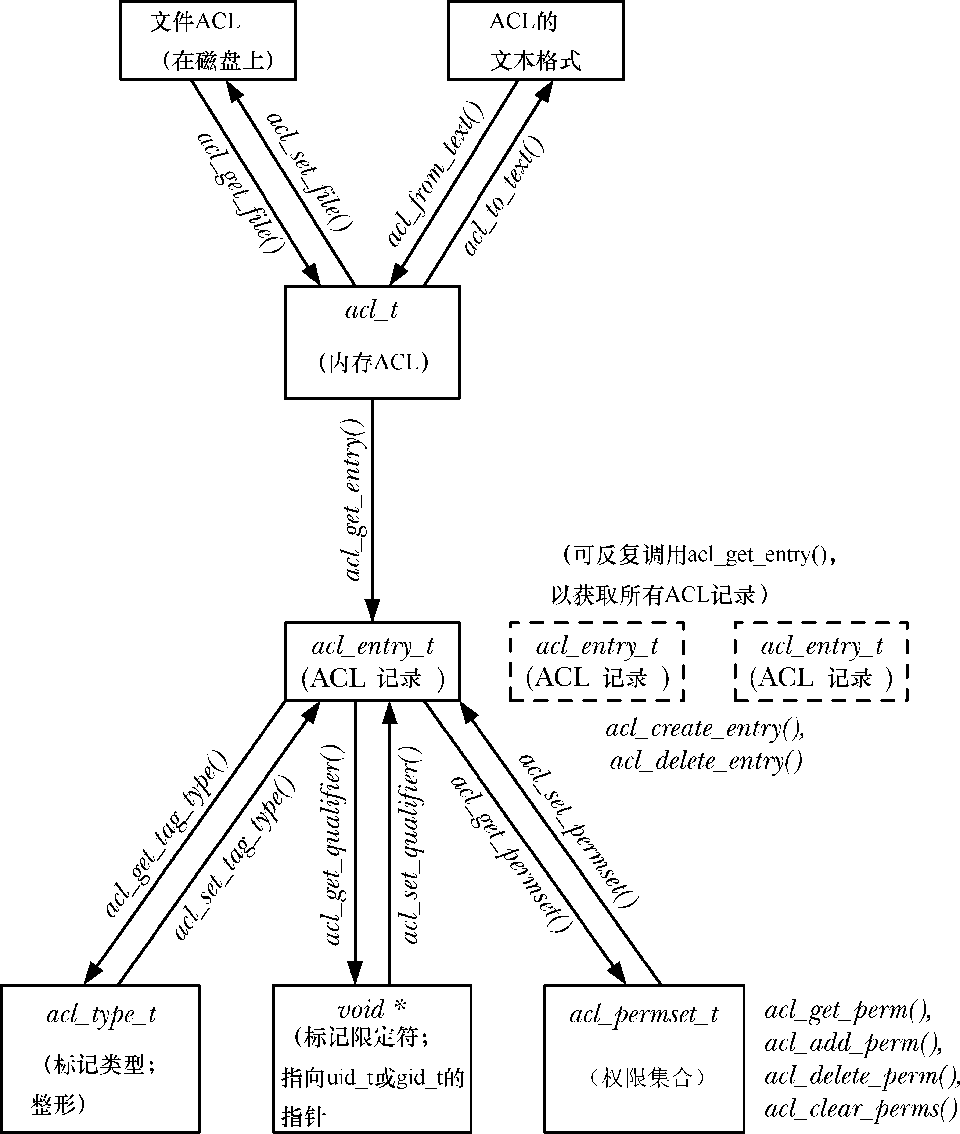 文件ACL
（在磁盘上）
ACL的
文本格式
acl_get_file()
acl_set_file()
acl_from_text()
acl_to_text()
acl_t
（内存ACL）
acl_get_entry()
（可反复调用acl_get_entry()，
以获取所有ACL记录）
acl_entry_t
(ACL 记录 )
acl_entry_t
(ACL 记录 )
acl_entry_t
(ACL 记录 )
acl_create_entry(),
acl_delete_entry()
acl_get_tag_type()
acl_set_tag_type()
acl_get_qualifier()
acl_set_qualifier()
acl_get_permset()
acl_set_permset()
acl_type_t
（标记类型；
整形）
void *
（标记限定符；
指向uid_t或gid_t的
指针
acl_permset_t
（权限集合）
acl_get_perm(),
acl_add_perm(),
acl_delete_perm(),
acl_clear_perms()